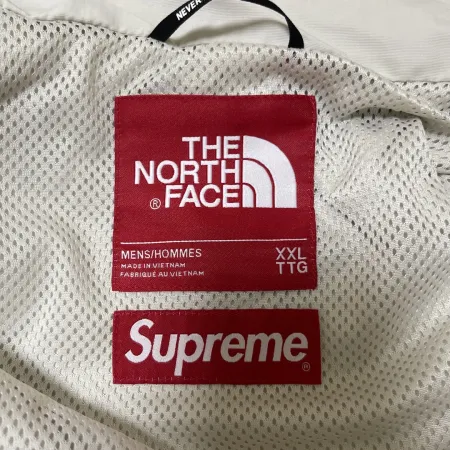 NEVER
THE
NORTH
FACE
®
MENS/HOMMES
XXL
MADE IN VIETNAM
TTG
FABRIQUÉ AU VIETNAM
Supreme
®